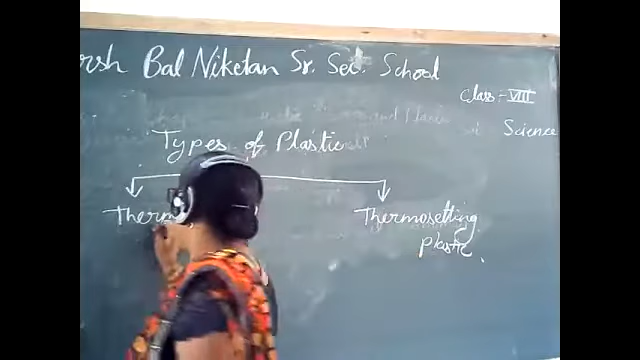 Bal Niketan Sr. Sec. School
Class - VIII
Science
Types of Plastic
Thermosetting
Plastic.